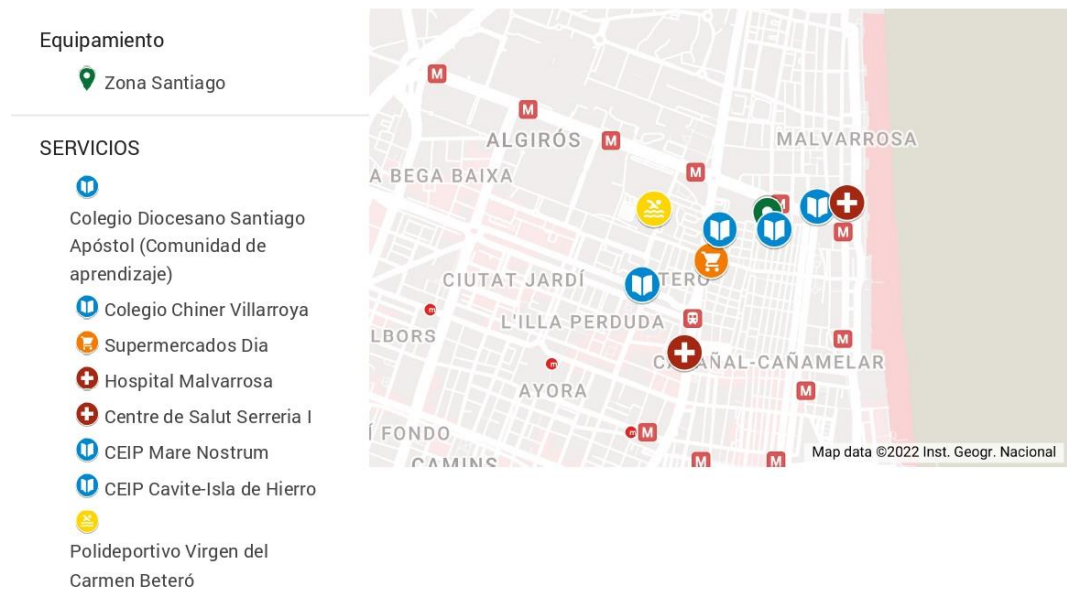 Equipamiento
Zona Santiago
SERVICIOS
Colegio Diocesano Santiago
Apóstol (Comunidad de
aprendizaje)
Colegio Chiner Villarroya
Supermercados Dia
Hospital Malvarrosa
Centre de Salut Serreria I
CEIP Mare Nostrum
CEIP Cavite-Isla de Hierro
Polideportivo Virgen del
Carmen Beteró
M
M
ALGIRÓS
M
MALVARROSA
A BEGA BAIXA
M
M
M
CIUTAT JARDÍ
TERÓ
L'ILLA PERDUDA
LBORS
M
CAÑAL-CAÑAMELAR
AYORA
M
Í FONDO
M
CAMINS
M
M
Map data ©2022 Inst. Geogr. Nacional